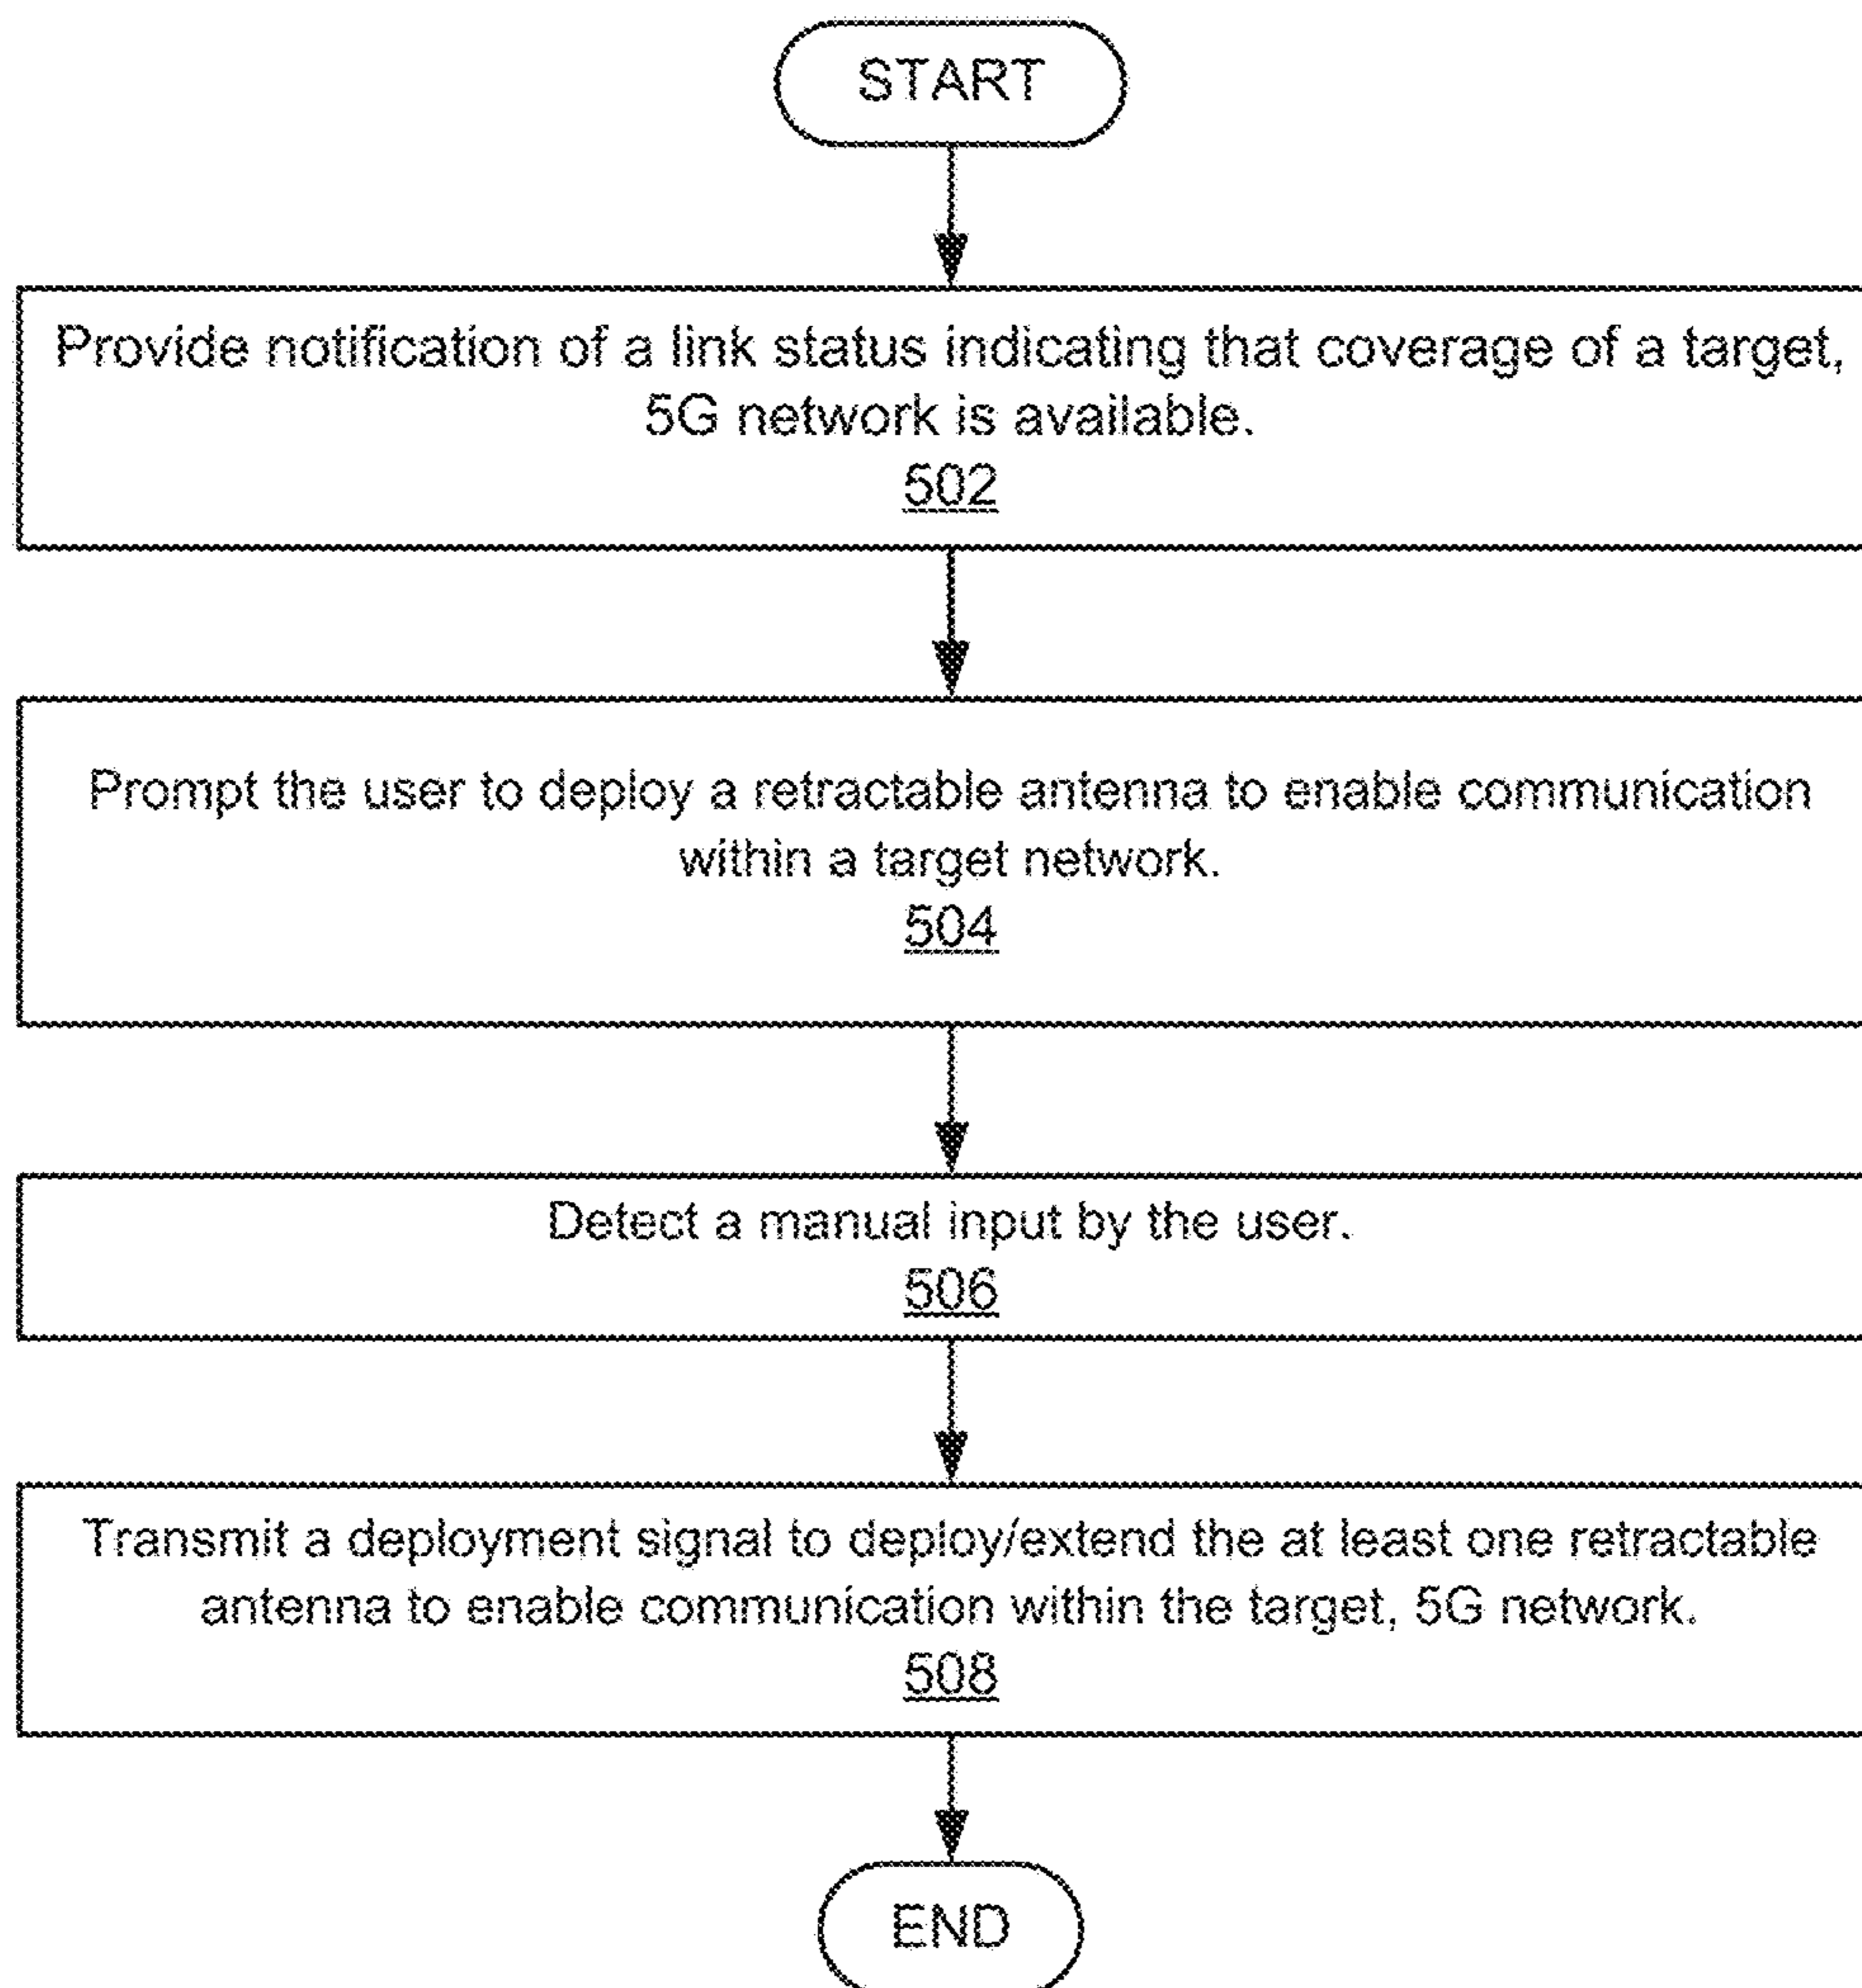 START
Provide notification of a link status indicating that coverage of a target,
5G network is available.
502
Prompt the user to deploy a retractable antenna to enable communication
within a target network.
504
Detect a manual input by the user.
506
Transmit a deployment signal to deploy/extend the at least one retractable
antenna to enable communication within the target, 5G network.
508
END